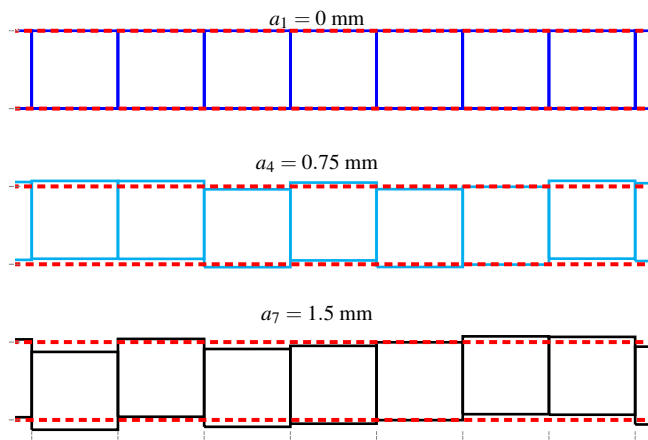 a₁ = 0 mm
a₄ = 0.75 mm
a₇ = 1.5 mm